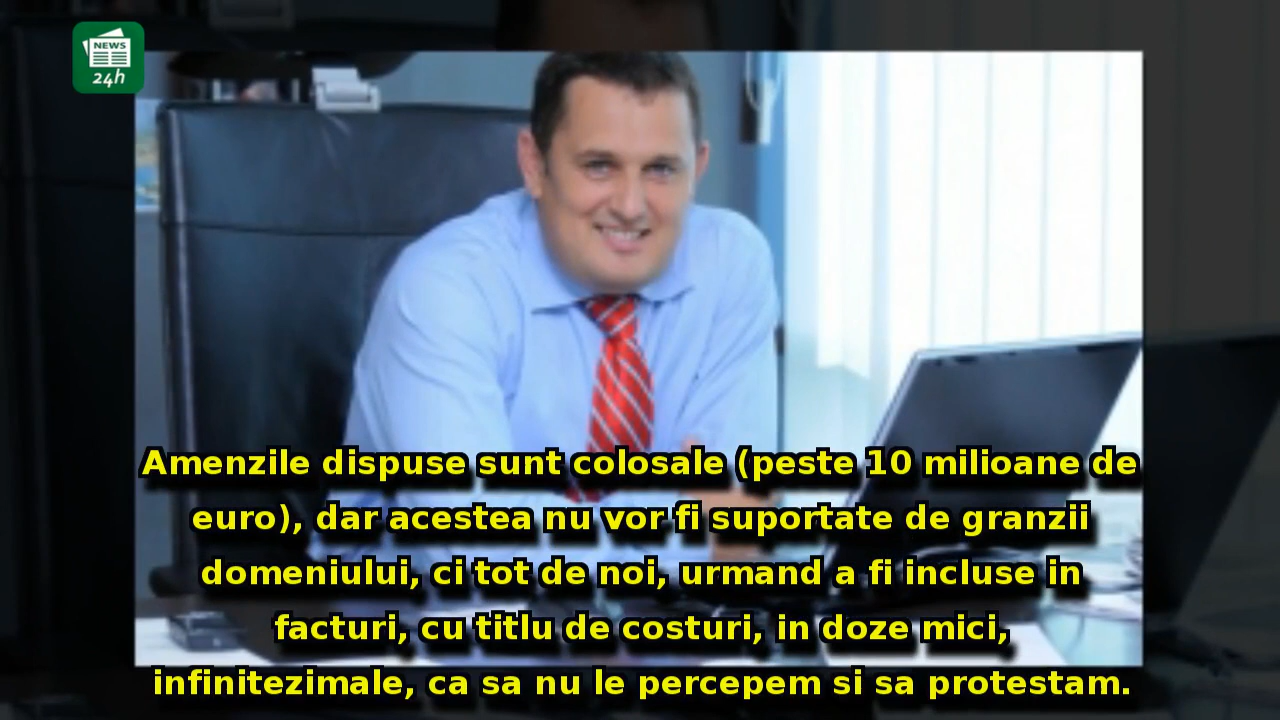 NEWS
24h
Amenzile dispuse sunt colosale (peste 10 milioane de
euro), dar acestea nu vor fi suportate de granzii
domeniului, ci tot de noi, urmand a fi incluse in
facturi, cu titlu de costuri, in doze mici,
infinitezimale, ca sa nu le percepem si sa protestam.